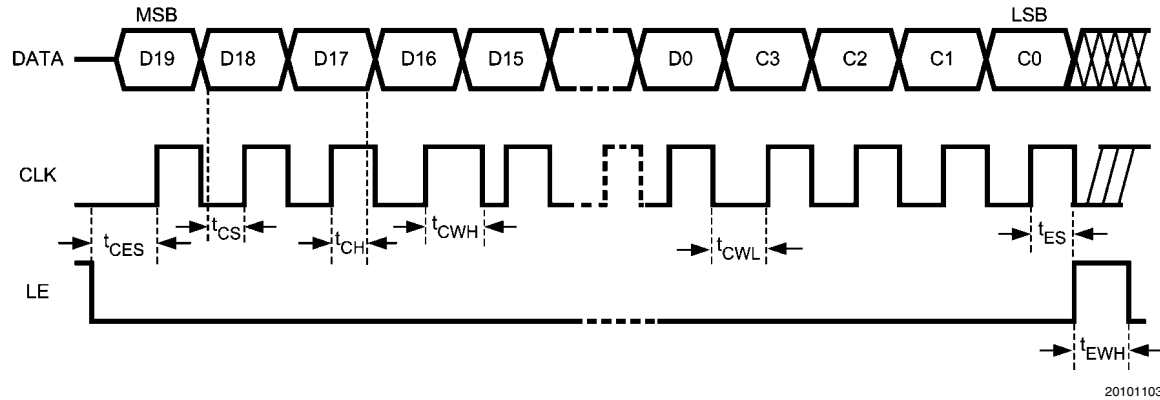 MSB LSB
DATA D19 D18 D17 D16 D15 D0 C3 C2 C1 C0
CLK
tCES tCS tCH tCWH tCWL tES
LE
tEWH
20101103